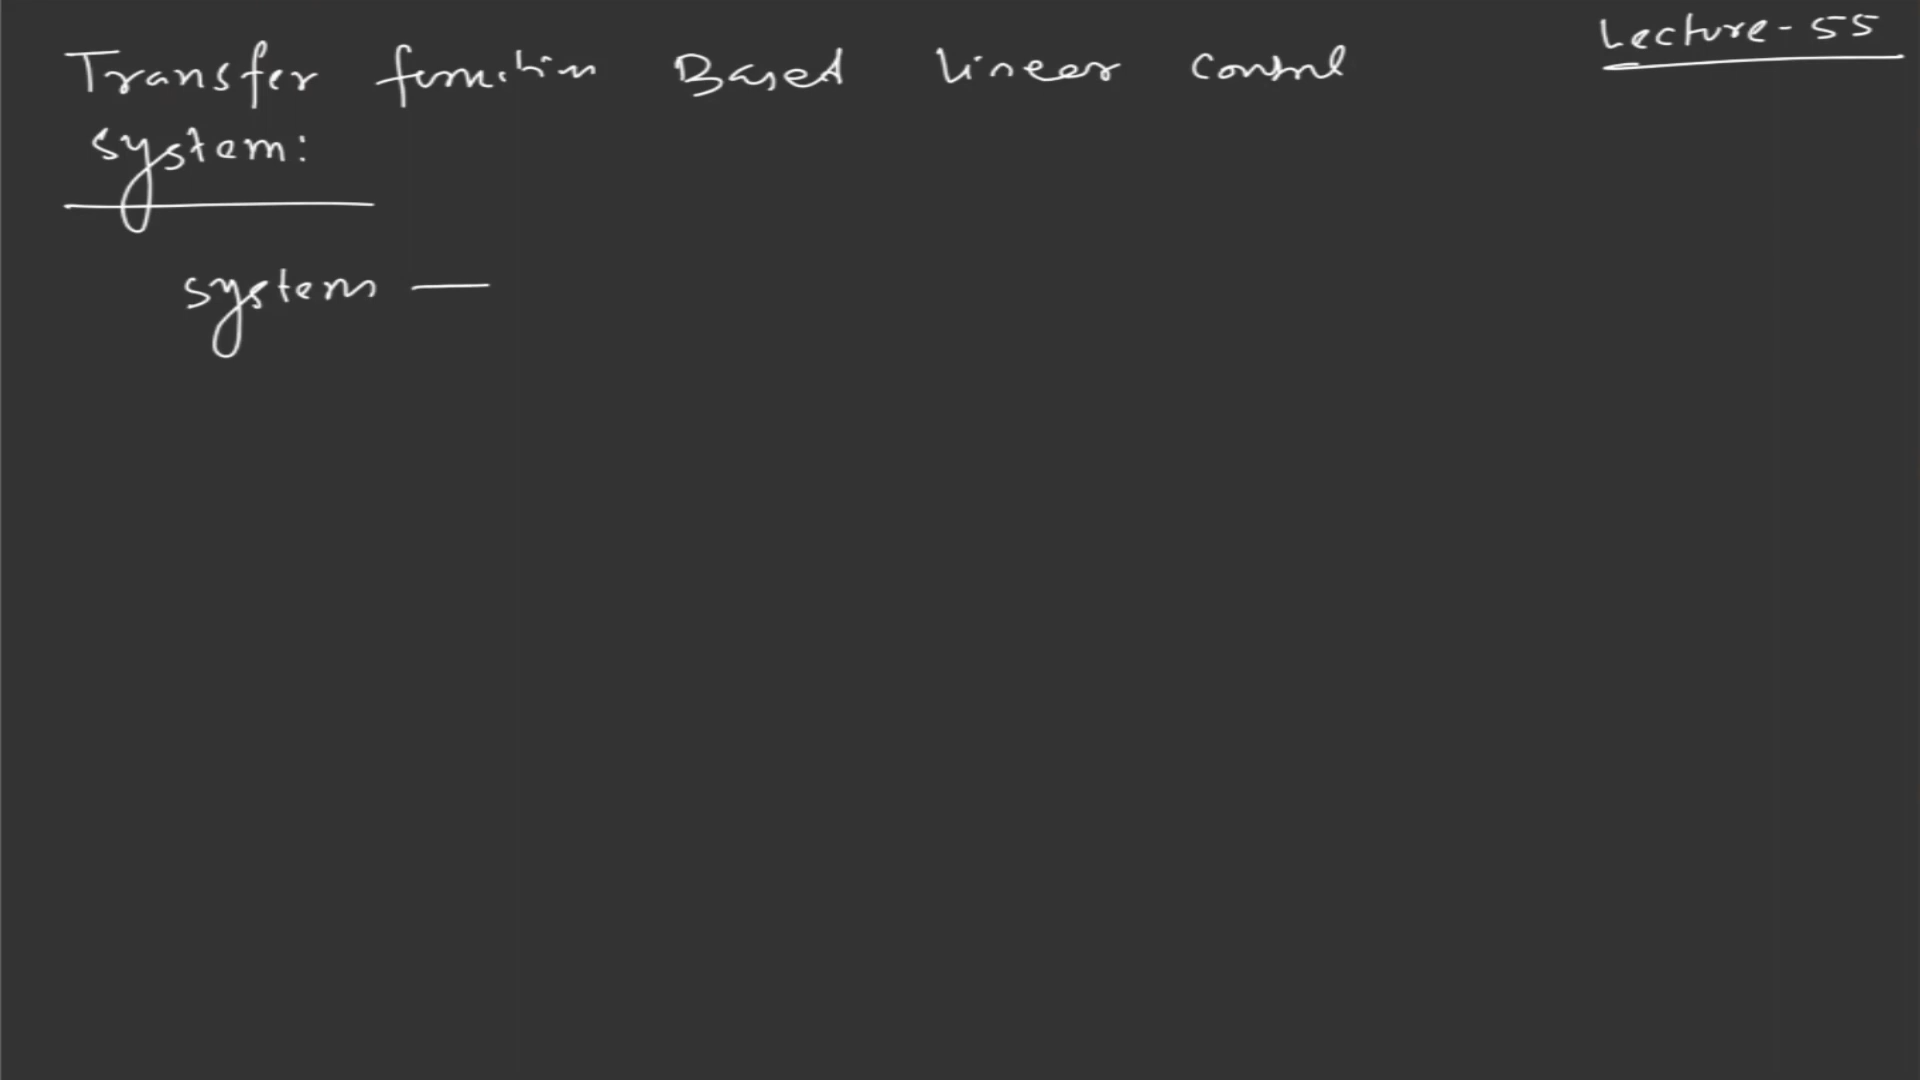 Lecture-55
Transfer function Based linear control
system:
system —